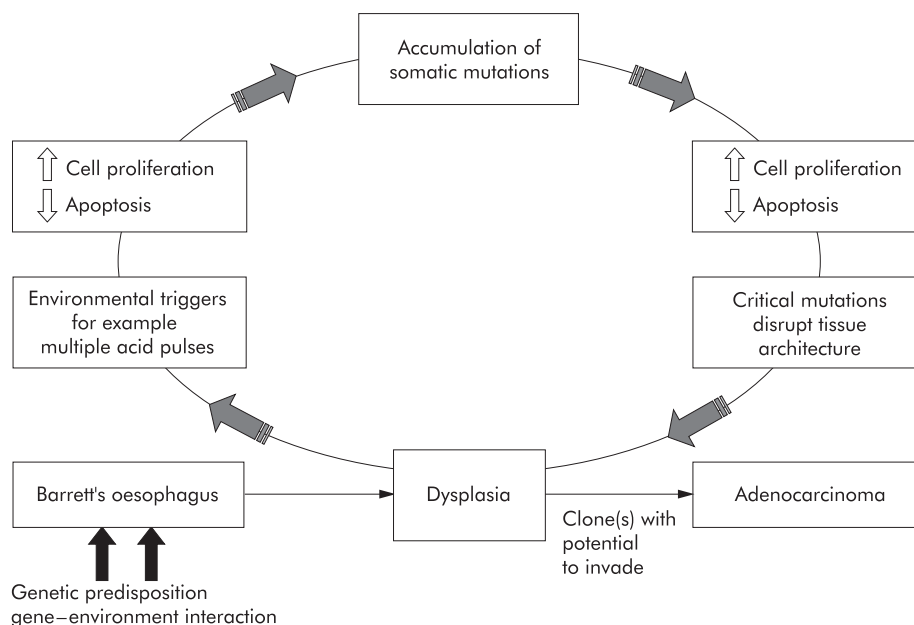 Accumulation of
somatic mutations
Cell proliferation
Apoptosis
Cell proliferation
Apoptosis
Environmental triggers
for example
multiple acid pulses
Critical mutations
disrupt tissue
architecture
Barrett's oesophagus
Dysplasia
Adenocarcinoma
Clone(s) with
potential
to invade
Genetic predisposition
gene–environment interaction